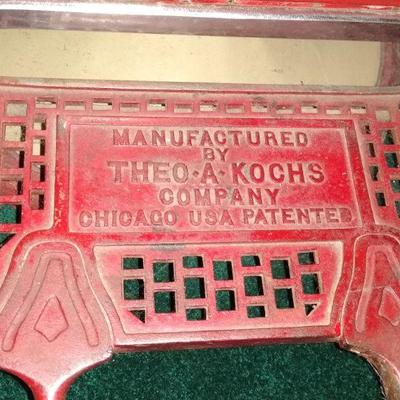 MANUFACTURED
BY
THEO·A·KOCHS
COMPANY
CHICAGO USA PATENTED